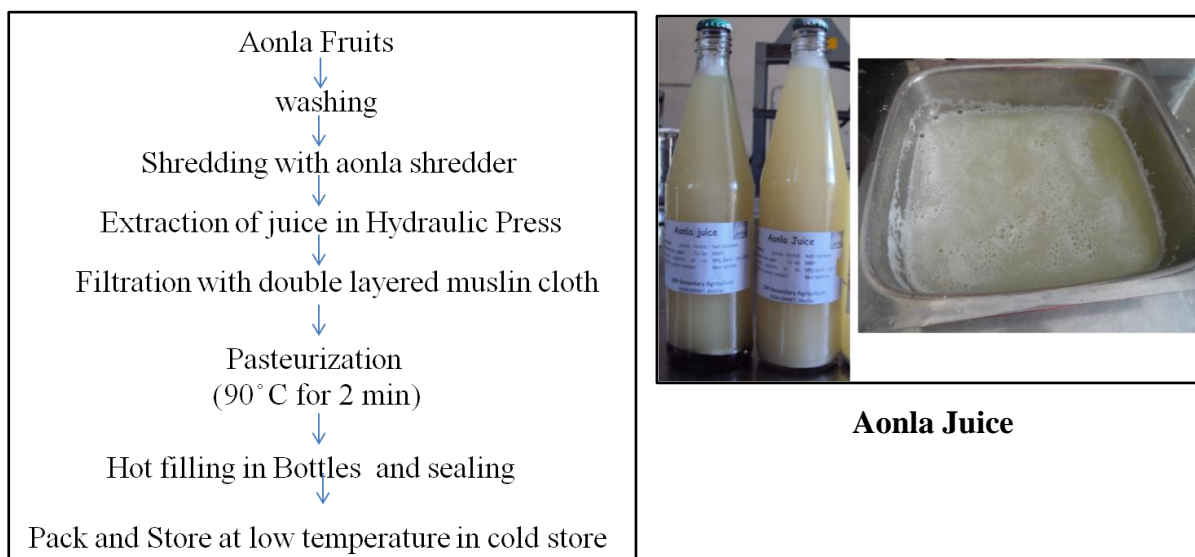 Aonla Fruits
washing
Shredding with aonla shredder
Extraction of juice in Hydraulic Press
Filtration with double layered muslin cloth
Pasteurization
(90°C for 2 min)
Hot filling in Bottles and sealing
Pack and Store at low temperature in cold store
Aonla juice
Aonla Juice
Aonla Juice